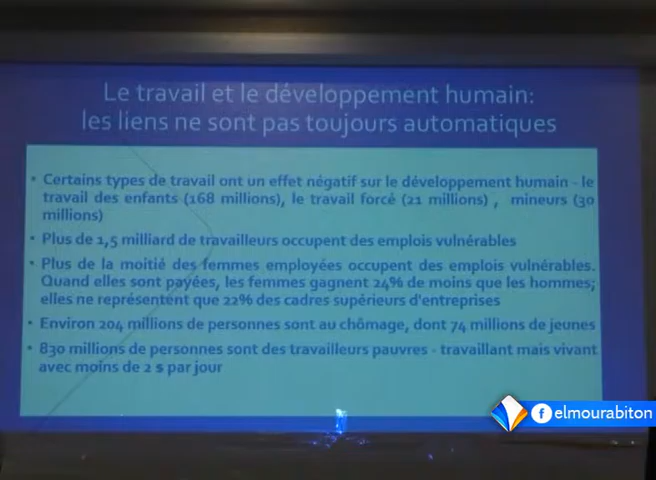 Le travail et le développement humain:
les liens ne sont pas toujours automatiques
• Certains types de travail ont un effet négatif sur le développement humain - le
travail des enfants (168 millions), le travail forcé (21 millions) , mineurs (30
millions)
• Plus de 1,5 milliard de travailleurs occupent des emplois vulnérables
• Plus de la moitié des femmes employées occupent des emplois vulnérables.
Quand elles sont payées, les femmes gagnent 24% de moins que les hommes;
elles ne représentent que 22% des cadres supérieurs d'entreprises
• Environ 204 millions de personnes sont au chômage, dont 74 millions de jeunes
• 830 millions de personnes sont des travailleurs pauvres - travaillant mais vivant
avec moins de 2 $ par jour
f elmourabiton